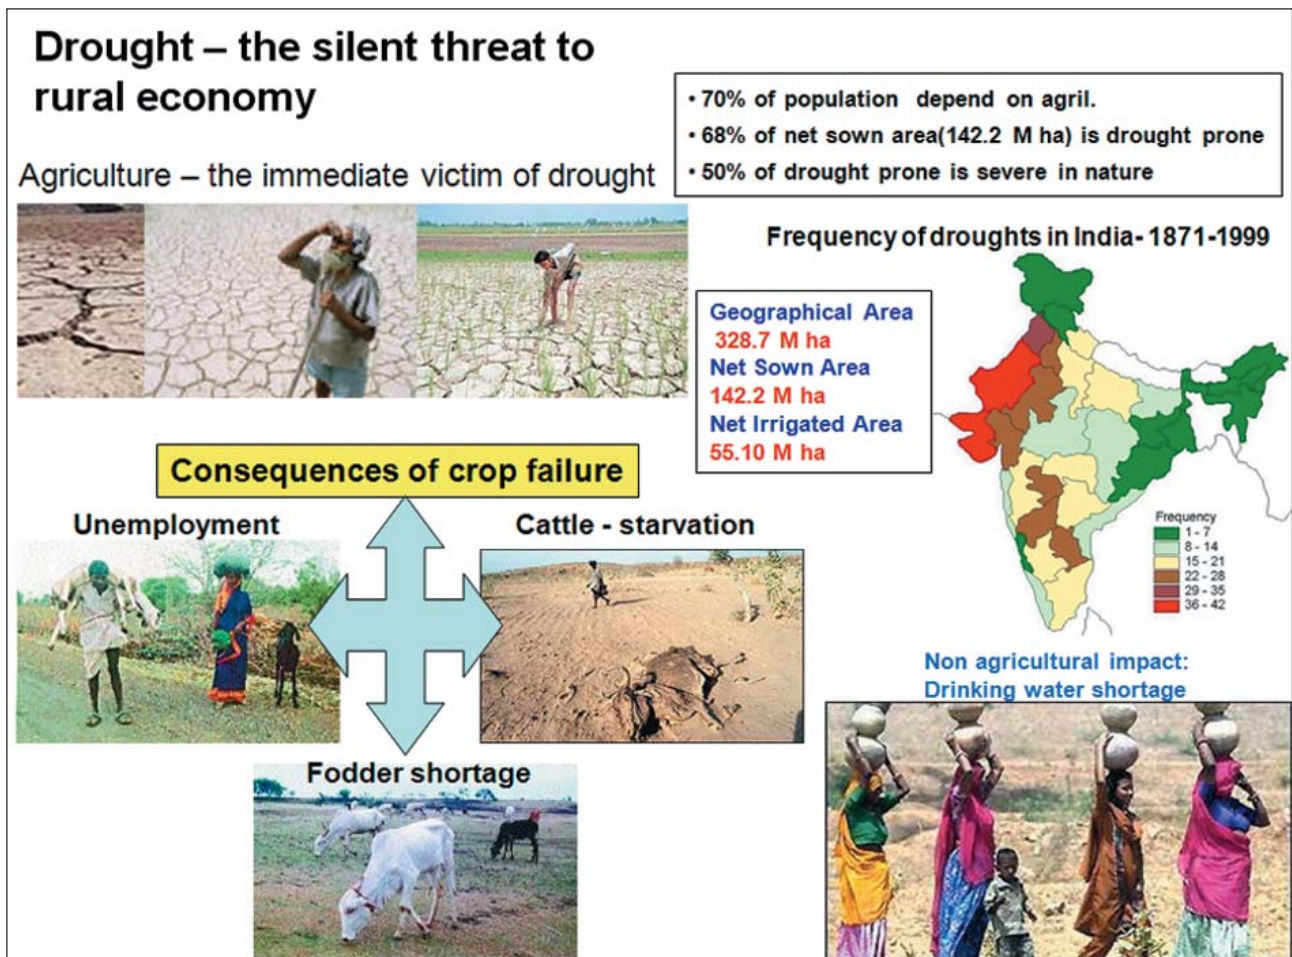 Drought – the silent threat to
rural economy
• 70% of population depend on agril.
• 68% of net sown area(142.2 M ha) is drought prone
• 50% of drought prone is severe in nature
Agriculture – the immediate victim of drought
Frequency of droughts in India- 1871-1999
Geographical Area
328.7 M ha
Net Sown Area
142.2 M ha
Net Irrigated Area
55.10 M ha
Frequency
1 - 7
8 - 14
15 - 21
22 - 28
29 - 35
36 - 42
Consequences of crop failure
Unemployment
Cattle - starvation
Fodder shortage
Non agricultural impact:
Drinking water shortage